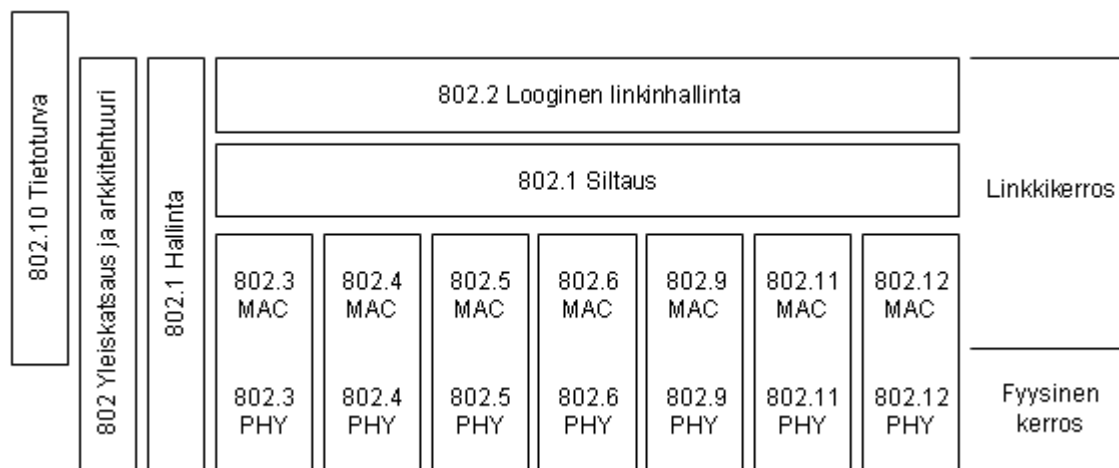 802.10 Tietoturva
802 Yleiskatsaus ja arkkitehtuuri
802.1 Hallinta
802.2 Looginen linkinhallinta
802.1 Siltaus
802.3
MAC
802.4
MAC
802.5
MAC
802.6
MAC
802.9
MAC
802.11
MAC
802.12
MAC
802.3
PHY
802.4
PHY
802.5
PHY
802.6
PHY
802.9
PHY
802.11
PHY
802.12
PHY
Linkkikerros
Fyysinen
kerros